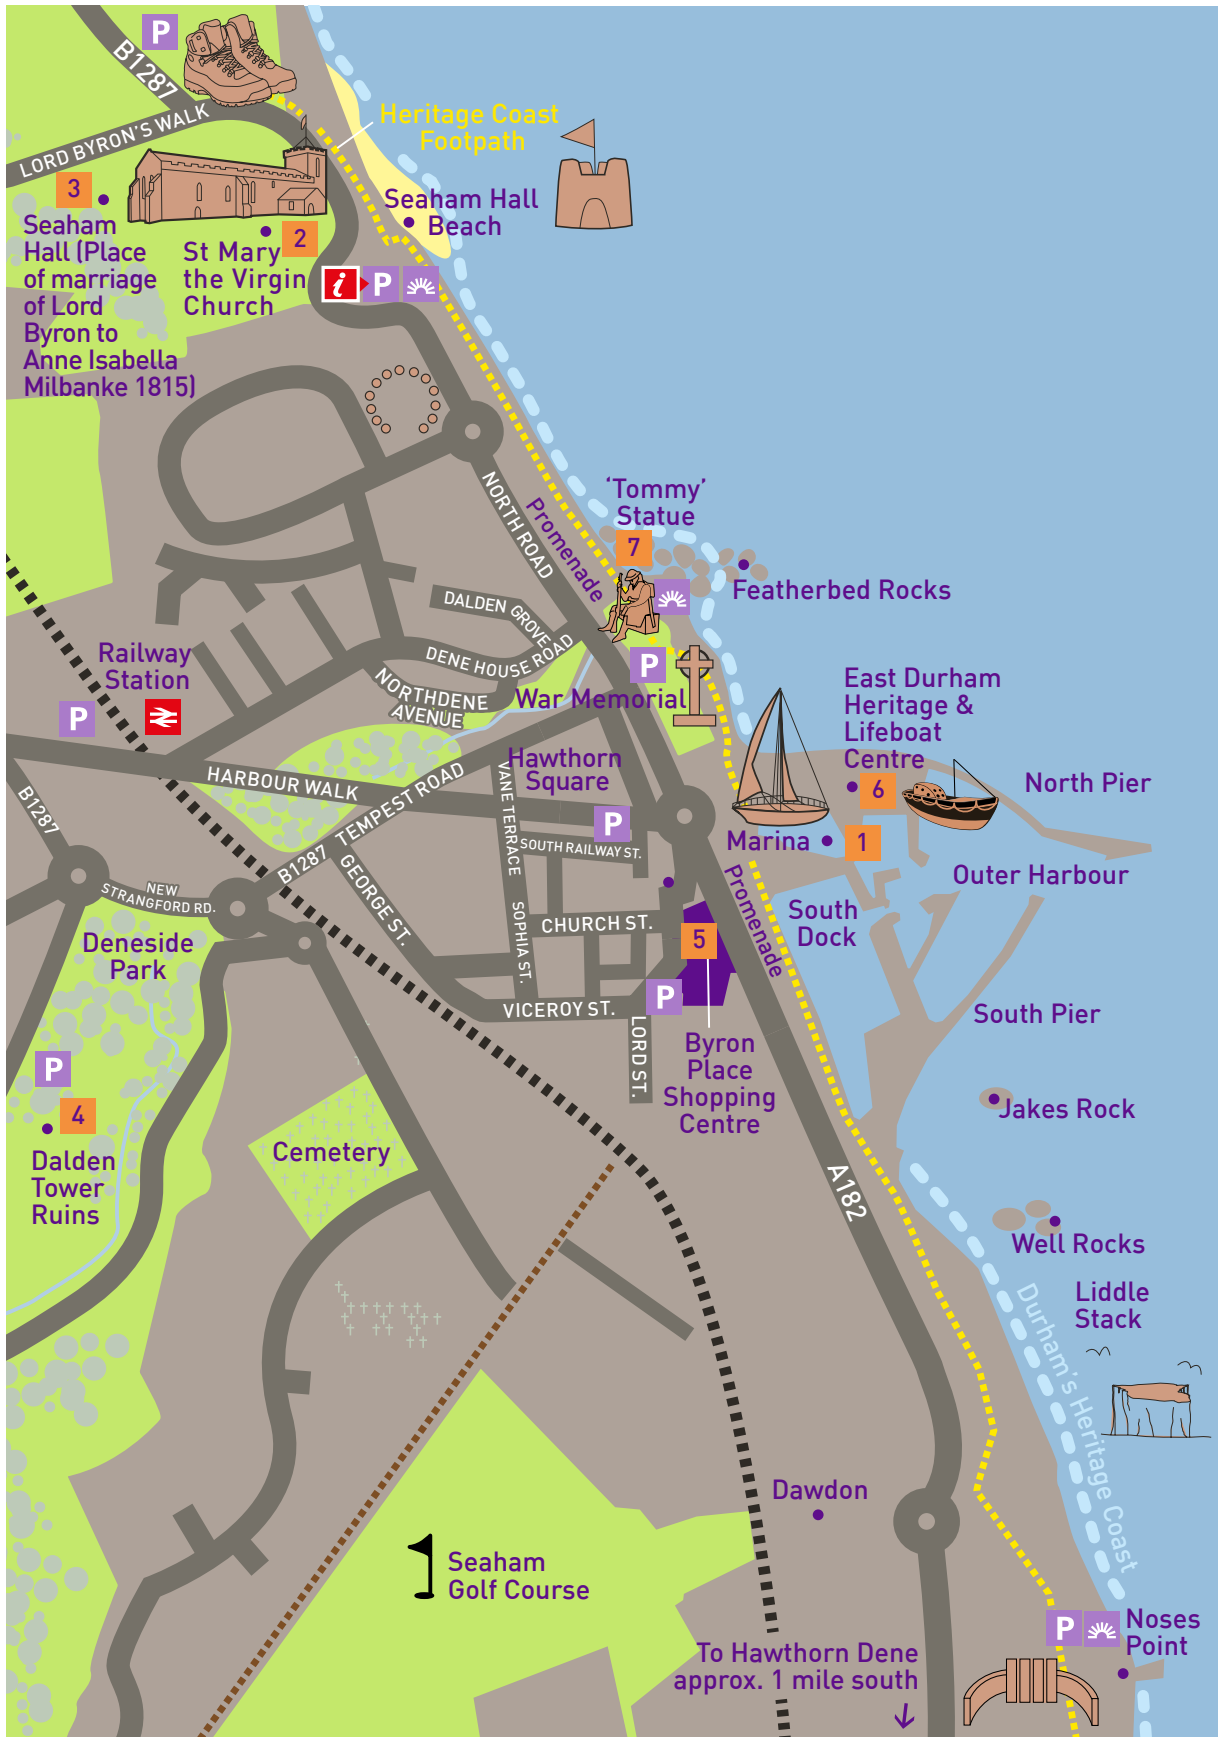 P
B1287
LORD BYRON'S WALK
Heritage Coast
Footpath
3
Seaham
Hall (Place
of marriage
of Lord
Byron to
Anne Isabella
Milbanke 1815)
2
St Mary
the Virgin
Church
Seaham Hall
Beach
i
P
NORTH ROAD
Promenade
'Tommy'
Statue
7
Featherbed Rocks
DALDEN GROVE
DENE HOUSE ROAD
NORTHDENE
AVENUE
P
War Memorial
Railway
Station
P
East Durham
Heritage &
Lifeboat
Centre
6
North Pier
Hawthorn
Square
HARBOUR WALK
B1287
TEMPEST ROAD
B1287
VANE TERRACE
P
SOUTH RAILWAY ST.
Marina
1
Outer Harbour
NEW
STRANGFORD RD.
GEORGE ST.
SOPHIA ST.
CHURCH ST.
Promenade
South
Dock
Deneside
Park
5
P
VICEROY ST.
LORD ST.
South Pier
Byron
Place
Shopping
Centre
P
4
Dalden
Tower
Ruins
Cemetery
Jakes Rock
A182
Well Rocks
Liddle
Stack
Durham's Heritage Coast
Dawdon
Seaham
Golf Course
P
Noses
Point
To Hawthorn Dene
approx. 1 mile south